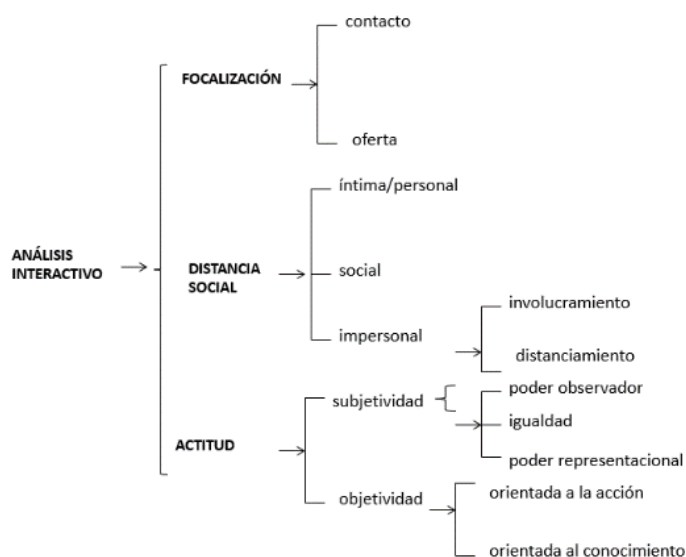 contacto
FOCALIZACIÓN
oferta
íntima/personal
ANÁLISIS
INTERACTIVO
DISTANCIA
SOCIAL
social
impersonal
involucramiento
distanciamiento
ACTITUD
subjetividad
poder observador
igualdad
poder representacional
objetividad
orientada a la acción
orientada al conocimiento